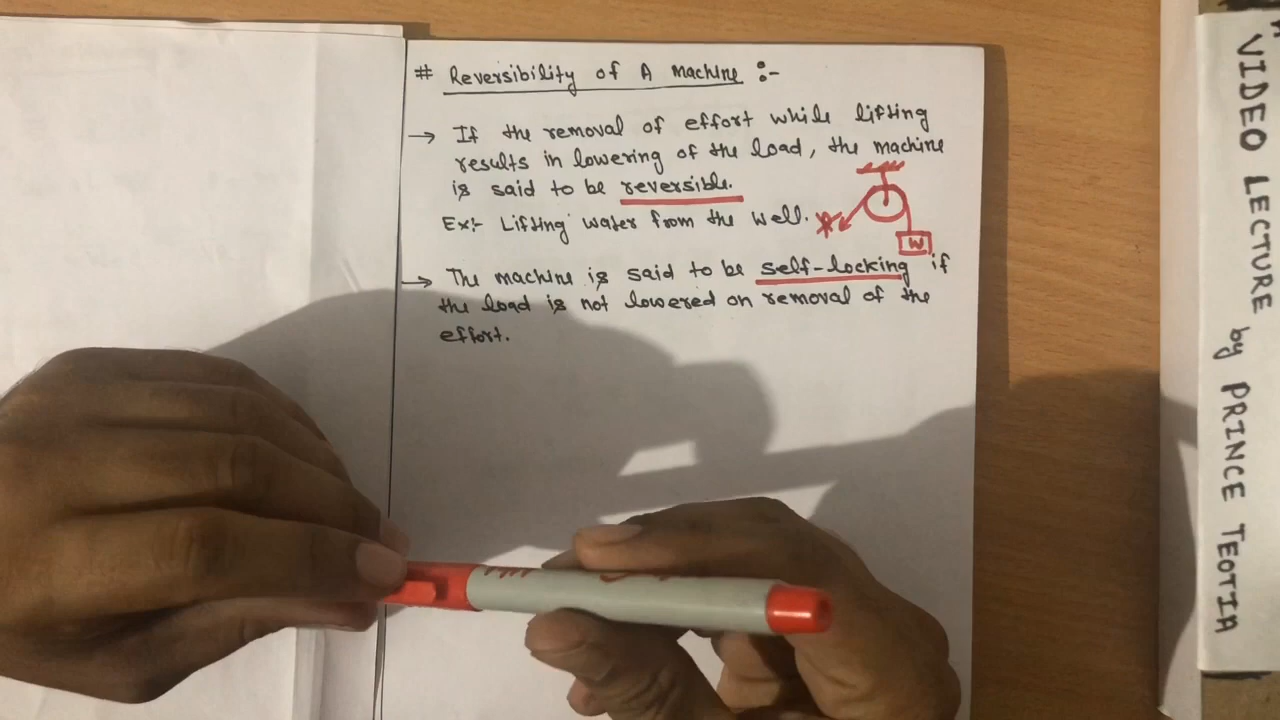 # Reversibility of A Machine :-
→ If the removal of effort while lifting
results in lowering of the load, the machine
is said to be reversible.
Ex:- Lifting water from the well.
W
→ The machine is said to be self-locking if
the load is not lowered on removal of the
effort.
VIDEO LECTURE by PRINCE TEOTIA